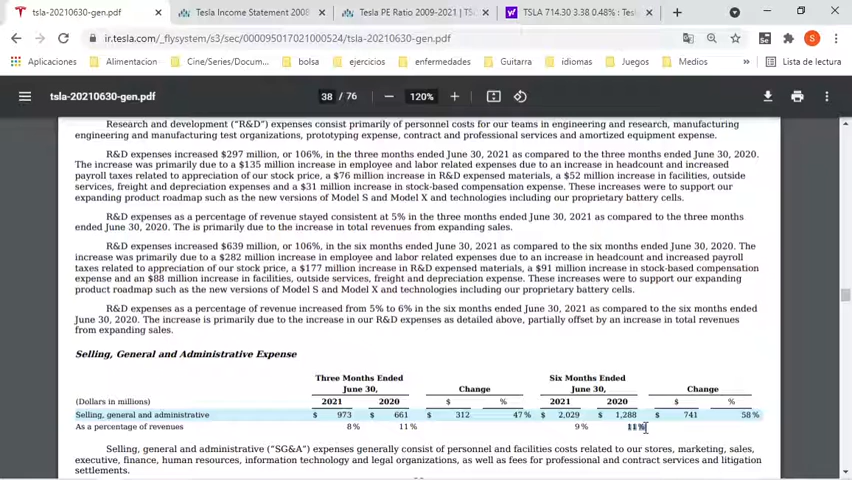 tsla-20210630-gen.pdf
Tesla Income Statement 2008
Tesla PE Ratio 2009-2021 | TS
TSLA 714.30 3.38 0.48% : Tes
ir.tesla.com/_flysystem/s3/sec/000095017021000524/tsla-20210630-gen.pdf
S
Aplicaciones
Alimentacion
Cine/Series/Docum...
bolsa
ejercicios
enfermedades
Guitarra
idiomas
Juegos
Medios
»
Lista de lectura
tsla-20210630-gen.pdf
38 / 76
120%
Research and development (“R&D”) expenses consist primarily of personnel costs for our teams in engineering and research, manufacturing
engineering and manufacturing test organizations, prototyping expense, contract and professional services and amortized equipment expense.
R&D expenses increased $297 million, or 106%, in the three months ended June 30, 2021 as compared to the three months ended June 30, 2020.
The increase was primarily due to a $135 million increase in employee and labor related expenses due to an increase in headcount and increased
payroll taxes related to appreciation of our stock price, a $76 million increase in R&D expensed materials, a $52 million increase in facilities, outside
services, freight and depreciation expenses and a $31 million increase in stock-based compensation expense. These increases were to support our
expanding product roadmap such as the new versions of Model S and Model X and technologies including our proprietary battery cells.
R&D expenses as a percentage of revenue stayed consistent at 5% in the three months ended June 30, 2021 as compared to the three months
ended June 30, 2020. The is primarily due to the increase in total revenues from expanding sales.
R&D expenses increased $639 million, or 106%, in the six months ended June 30, 2021 as compared to the six months ended June 30, 2020. The
increase was primarily due to a $282 million increase in employee and labor related expenses due to an increase in headcount and increased payroll
taxes related to appreciation of our stock price, a $177 million increase in R&D expensed materials, a $91 million increase in stock-based compensation
expense and an $88 million increase in facilities, outside services, freight and depreciation expense. These increases were to support our expanding
product roadmap such as the new versions of Model S and Model X and technologies including our proprietary battery cells.
R&D expenses as a percentage of revenue increased from 5% to 6% in the six months ended June 30, 2021 as compared to the six months ended
June 30, 2020. The increase is primarily due to the increase in our R&D expenses as detailed above, partially offset by an increase in total revenues
from expanding sales.
Selling, General and Administrative Expense
Three Months Ended Six Months Ended
June 30, Change June 30, Change
(Dollars in millions) 2021 2020 $ % 2021 2020 $ %
Selling, general and administrative $ 973 $ 661 $ 312 47 % $ 2,029 $ 1,288 $ 741 58 %
As a percentage of revenues 8 % 11 % 9 % 11 %
Selling, general and administrative (“SG&A”) expenses generally consist of personnel and facilities costs related to our stores, marketing, sales,
executive, finance, human resources, information technology and legal organizations, as well as fees for professional and contract services and litigation
settlements.